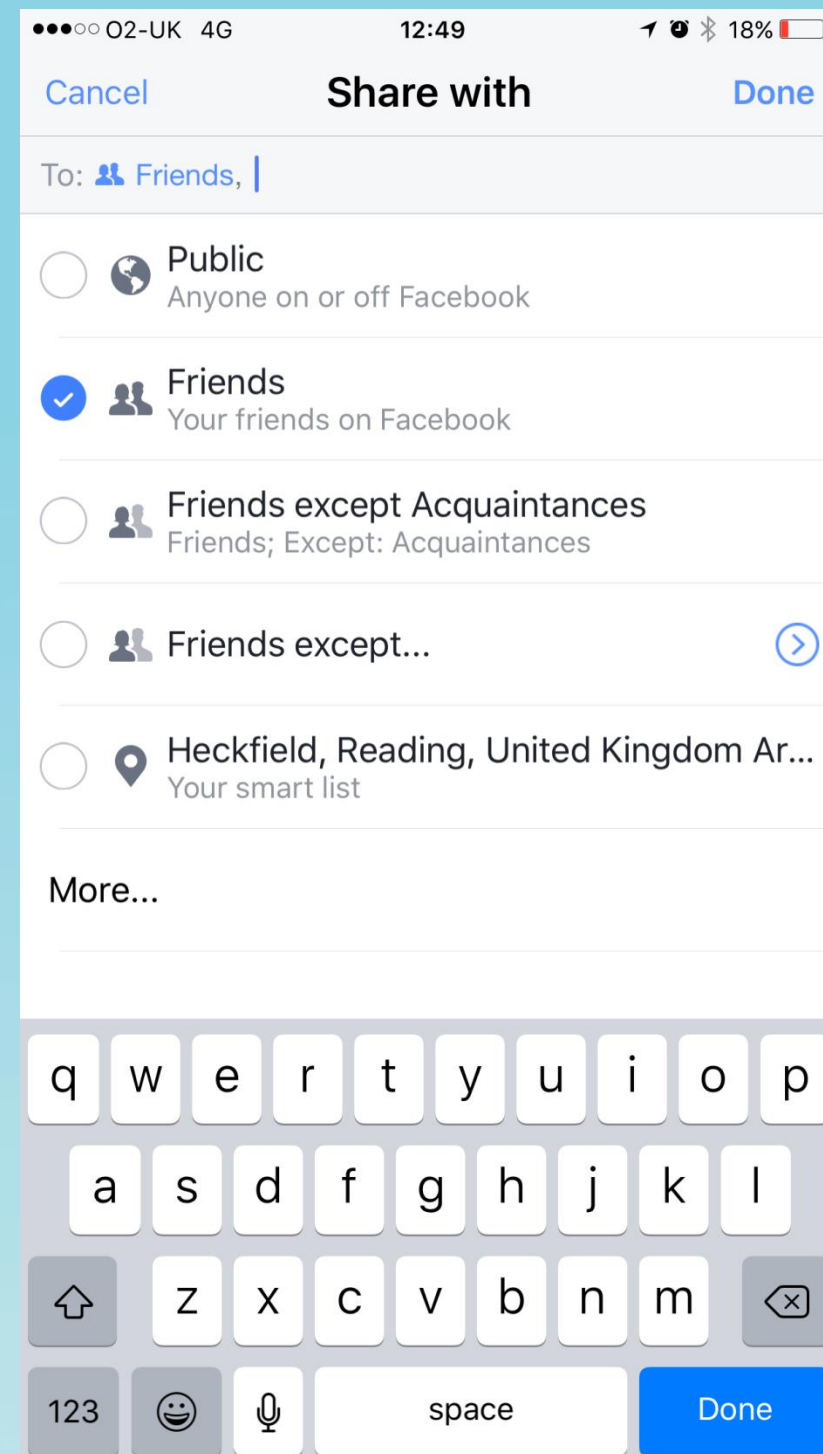 O2-UK 4G 12:49 18%
Cancel Share with Done
To: Friends,
Public
Anyone on or off Facebook
Friends
Your friends on Facebook
Friends except Acquaintances
Friends; Except: Acquaintances
Friends except...
Heckfield, Reading, United Kingdom Ar...
Your smart list
More...
q w e r t y u i o p
a s d f g h j k l
z x c v b n m
123 space Done